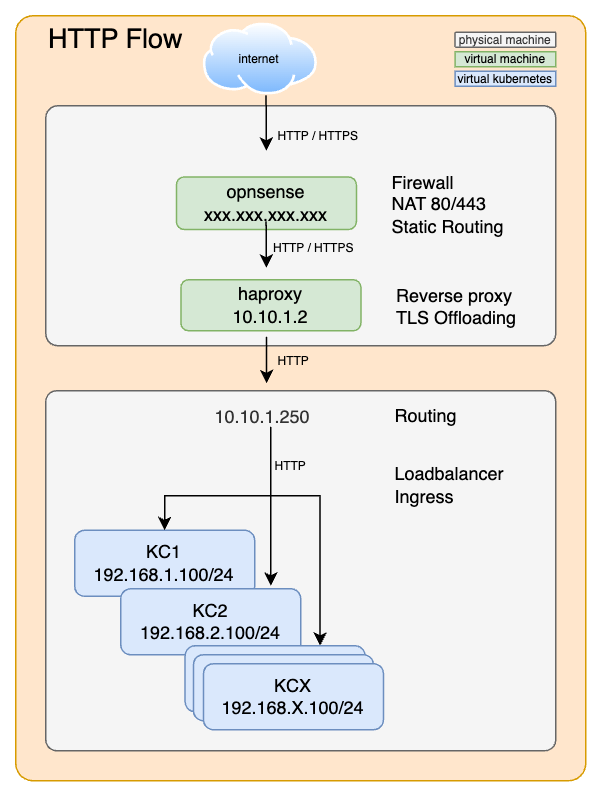 HTTP Flow
internet
physical machine
virtual machine
virtual kubernetes
HTTP / HTTPS
opnsense
xxx.xxx.xxx.xxx
Firewall
NAT 80/443
Static Routing
HTTP / HTTPS
haproxy
10.10.1.2
Reverse proxy
TLS Offloading
HTTP
10.10.1.250
Routing
HTTP
Loadbalancer
Ingress
KC1
192.168.1.100/24
KC2
192.168.2.100/24
KCX
192.168.X.100/24